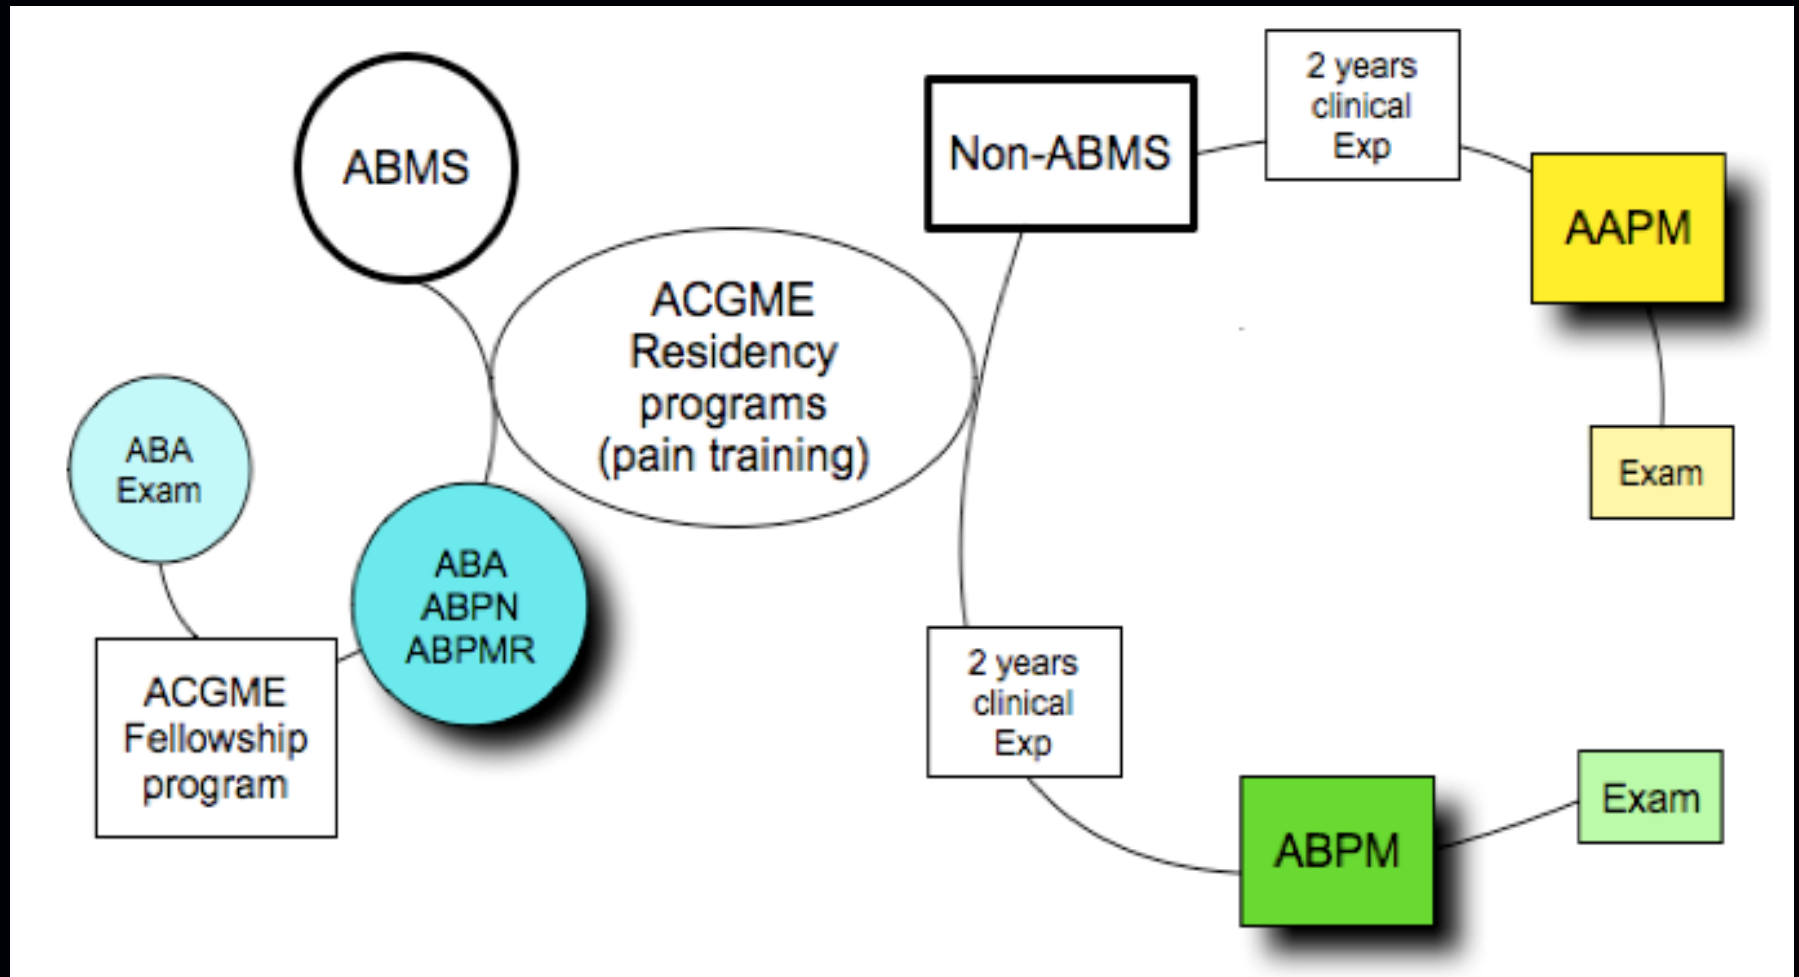 ABMS
Non-ABMS
2 years
clinical
Exp
AAPM
ACGME
Residency
programs
(pain training)
ABA
Exam
Exam
ABA
ABPN
ABPMR
ACGME
Fellowship
program
2 years
clinical
Exp
ABPM
Exam